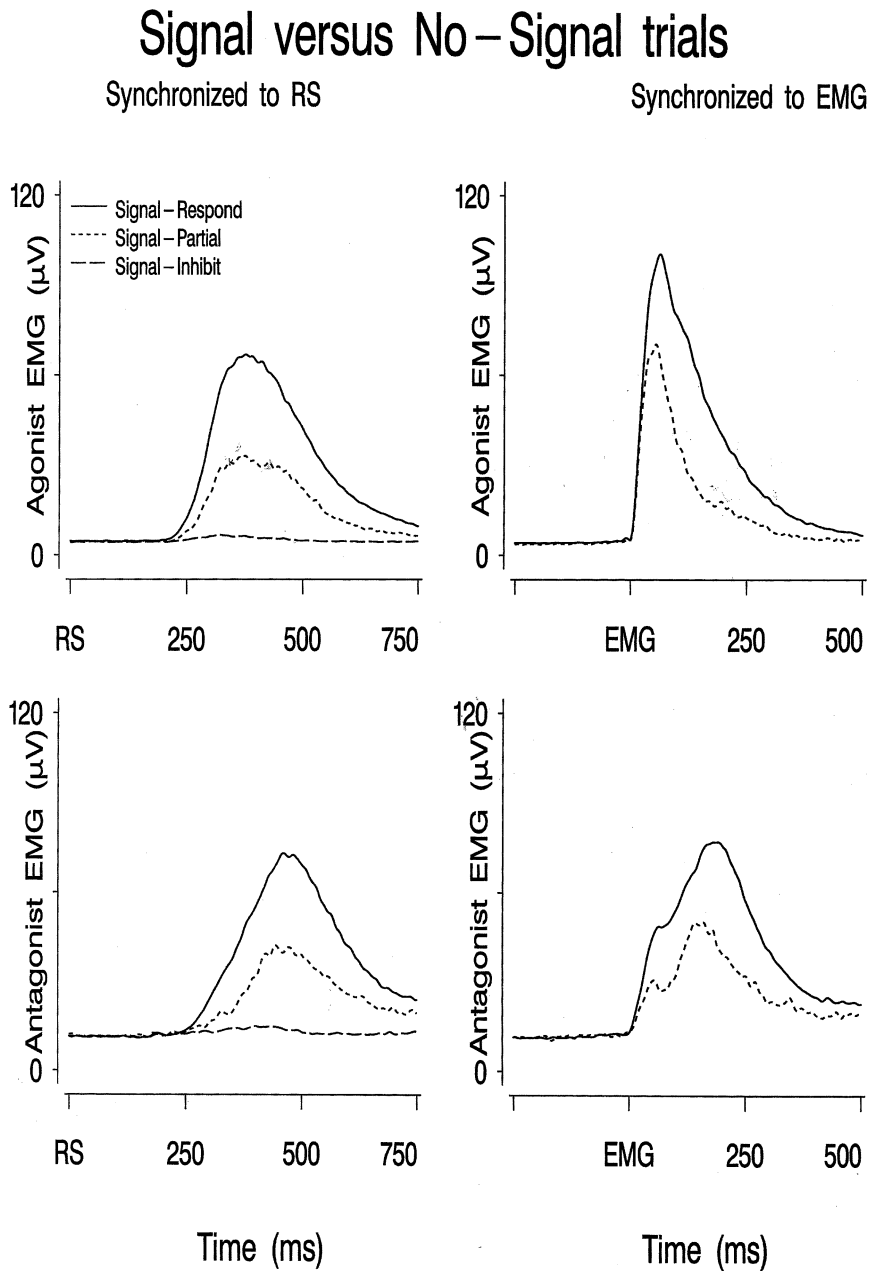 Signal versus No–Signal trials
Synchronized to RS
Synchronized to EMG
120
Signal–Respond
Signal–Partial
Signal–Inhibit
Agonist EMG (µV)
0
RS 250 500 750
120
Agonist EMG (µV)
0
EMG 250 500
120
Antagonist EMG (µV)
0
RS 250 500 750
Time (ms)
120
Antagonist EMG (µV)
0
EMG 250 500
Time (ms)